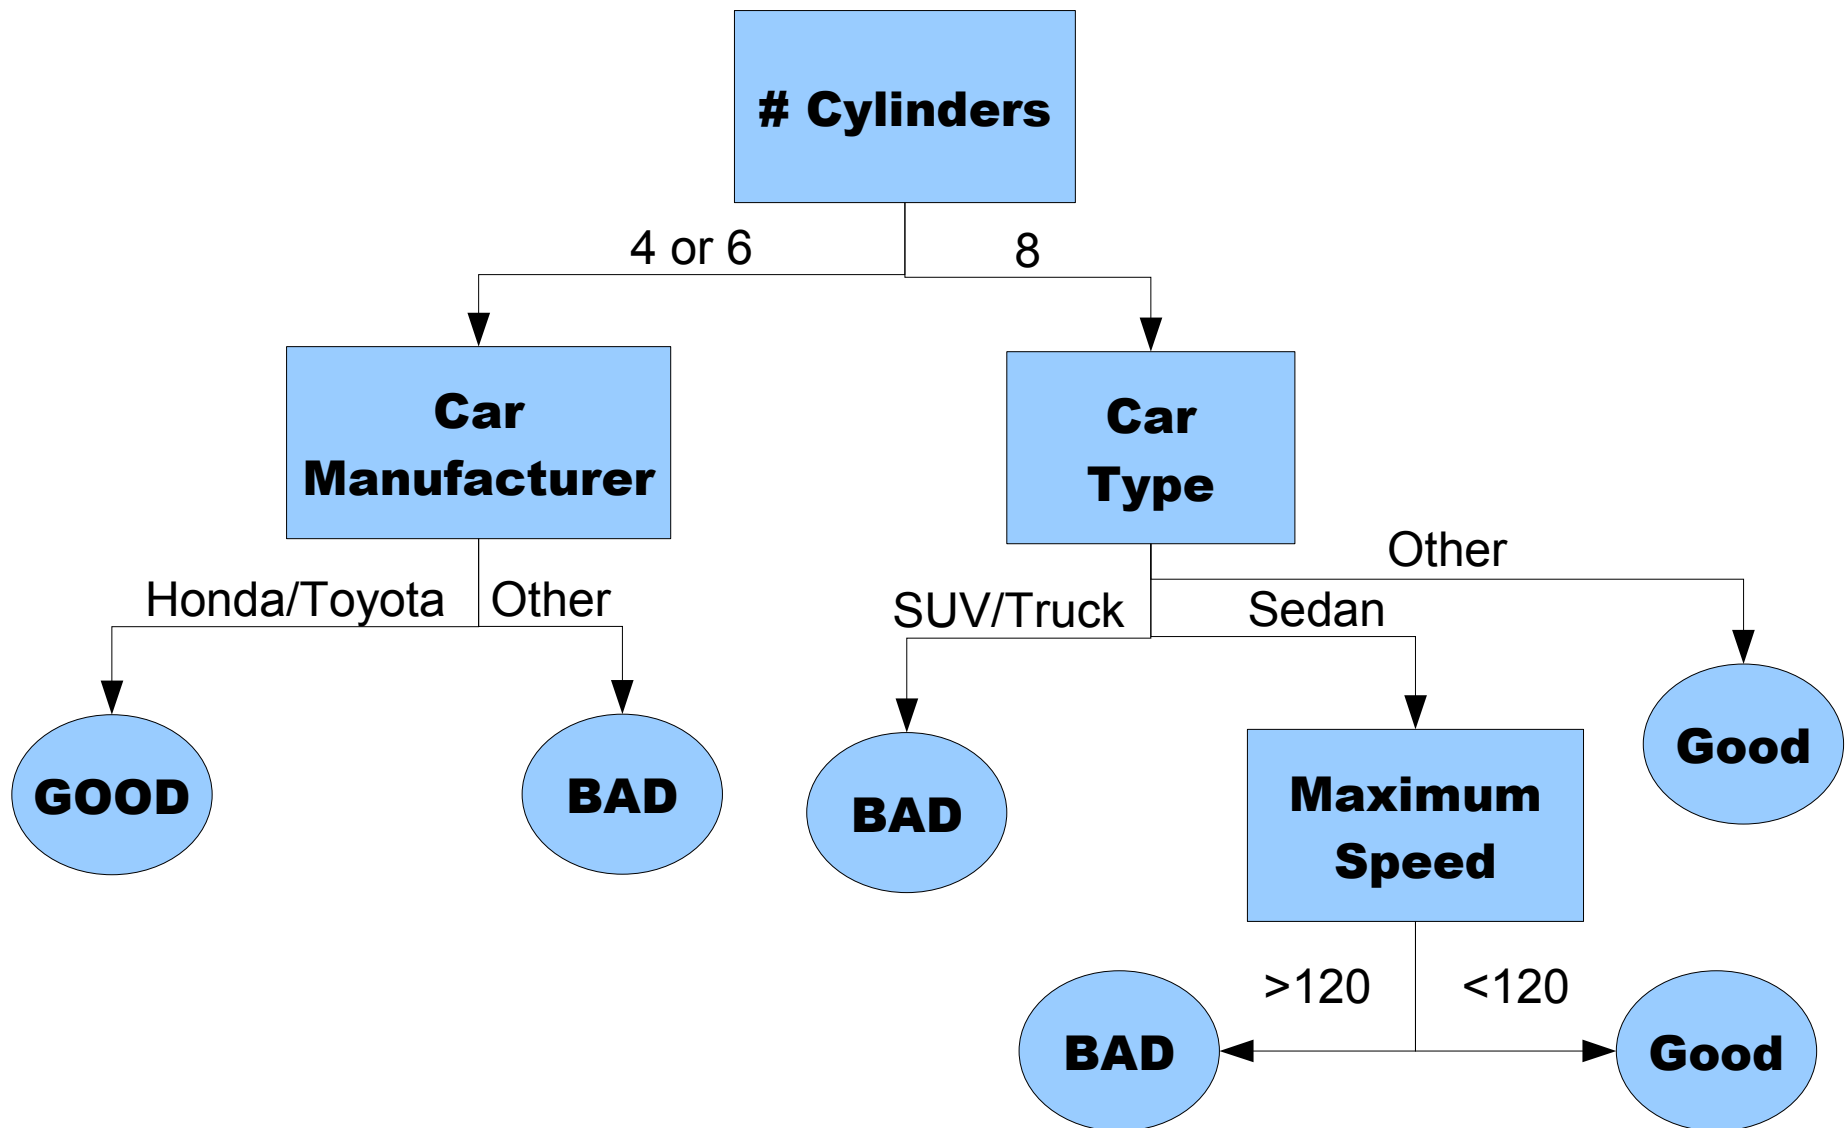 # Cylinders
4 or 6
8
Car
Manufacturer
Car
Type
Other
Honda/Toyota
Other
SUV/Truck
Sedan
GOOD
BAD
BAD
Maximum
Speed
Good
>120
<120
BAD
Good